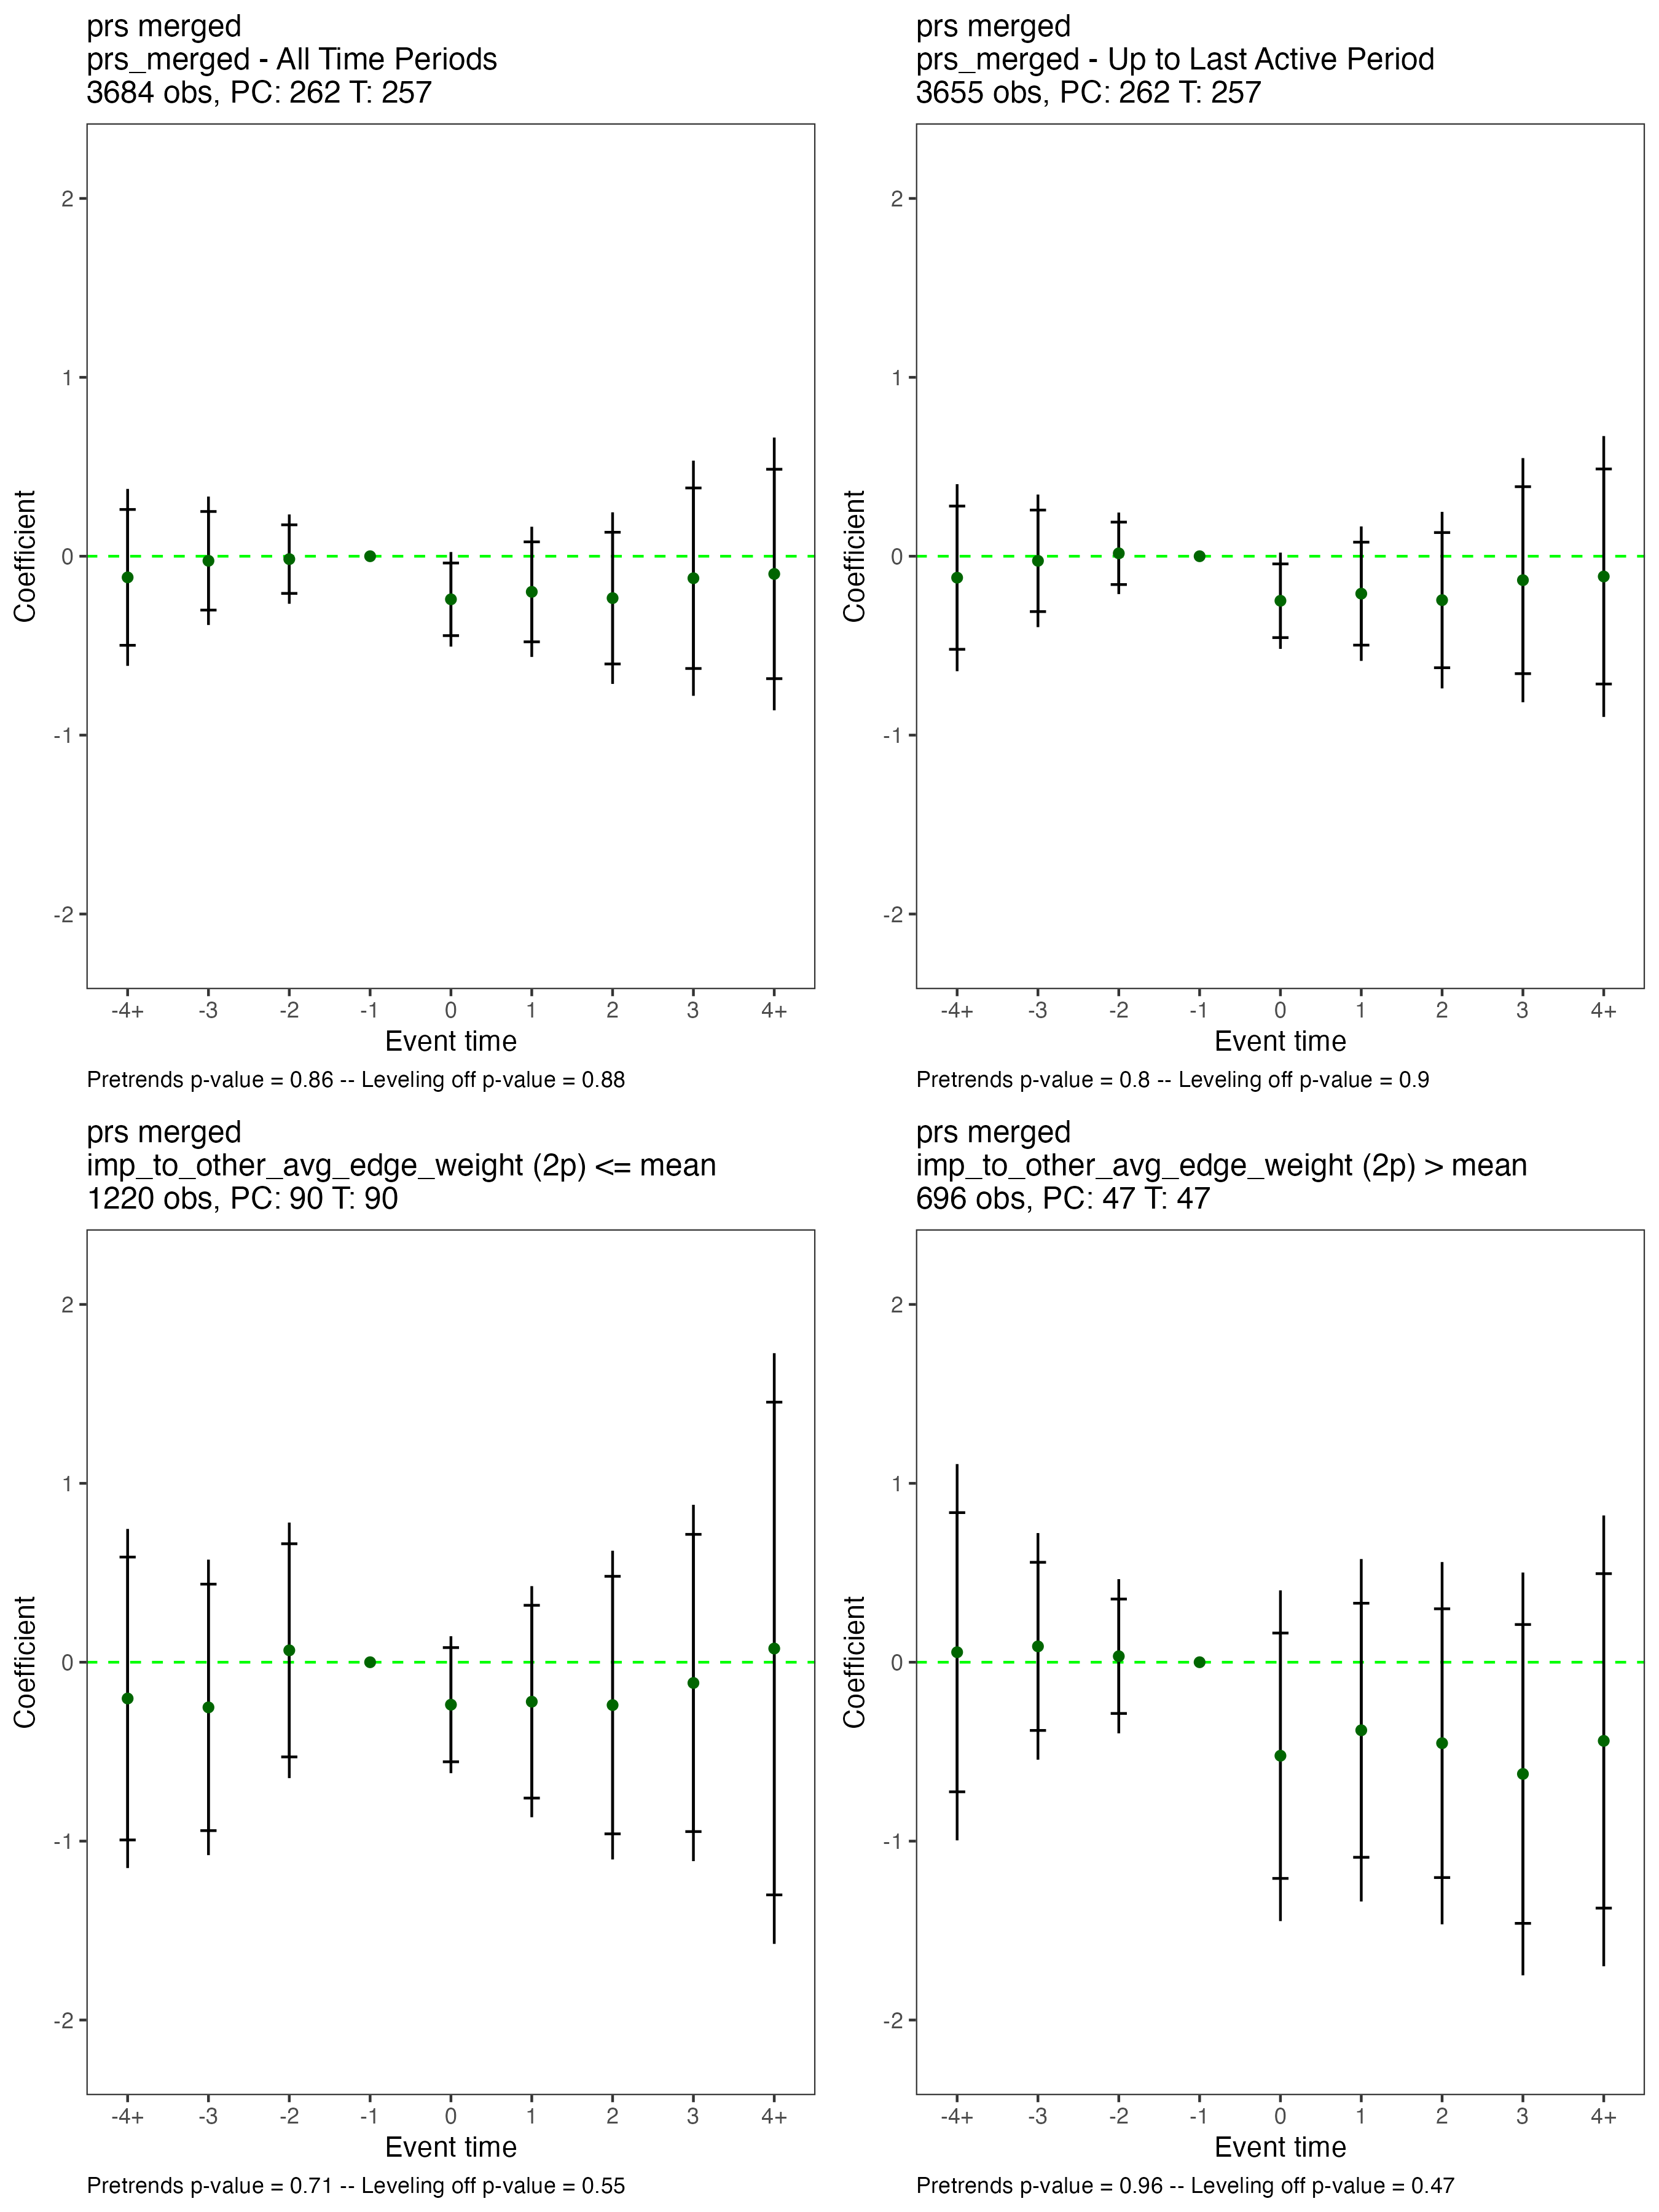 prs merged
prs_merged - All Time Periods
3684 obs, PC: 262 T: 257
Coefficient
2
1
0
-1
-2
-4+ -3 -2 -1 0 1 2 3 4+
Event time
Pretrends p-value = 0.86 -- Leveling off p-value = 0.88
prs merged
prs_merged - Up to Last Active Period
3655 obs, PC: 262 T: 257
Coefficient
2
1
0
-1
-2
-4+ -3 -2 -1 0 1 2 3 4+
Event time
Pretrends p-value = 0.8 -- Leveling off p-value = 0.9
prs merged
imp_to_other_avg_edge_weight (2p) <= mean
1220 obs, PC: 90 T: 90
Coefficient
2
1
0
-1
-2
-4+ -3 -2 -1 0 1 2 3 4+
Event time
Pretrends p-value = 0.71 -- Leveling off p-value = 0.55
prs merged
imp_to_other_avg_edge_weight (2p) > mean
696 obs, PC: 47 T: 47
Coefficient
2
1
0
-1
-2
-4+ -3 -2 -1 0 1 2 3 4+
Event time
Pretrends p-value = 0.96 -- Leveling off p-value = 0.47